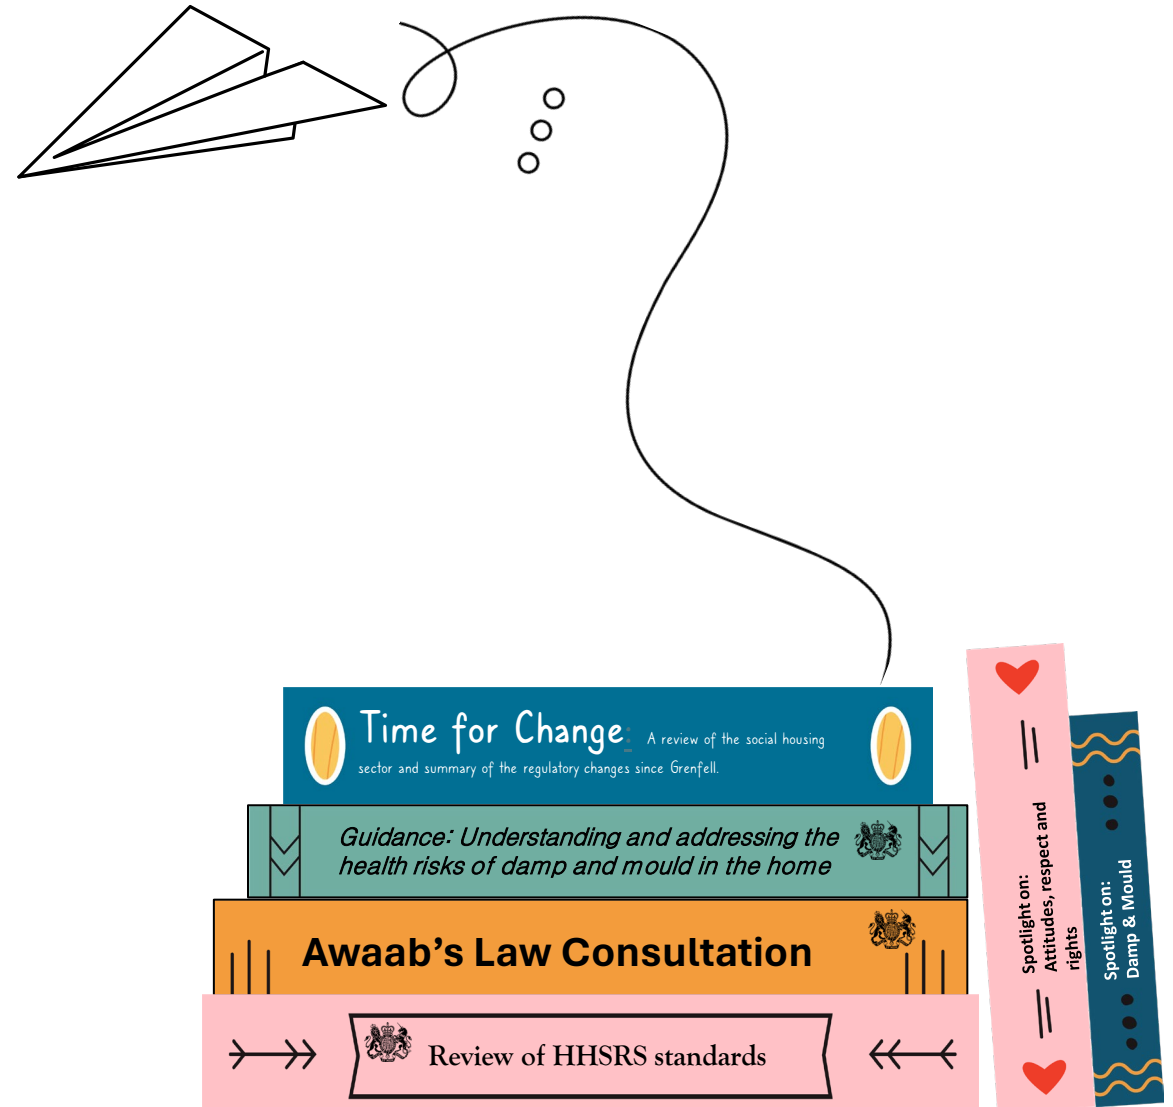 Time for Change: A review of the social housing
sector and summary of the regulatory changes since Grenfell.
Guidance: Understanding and addressing the
health risks of damp and mould in the home
Awaab’s Law Consultation
Review of HHSRS standards
Spotlight on:
Attitudes, respect and
rights
Spotlight on:
Damp & Mould